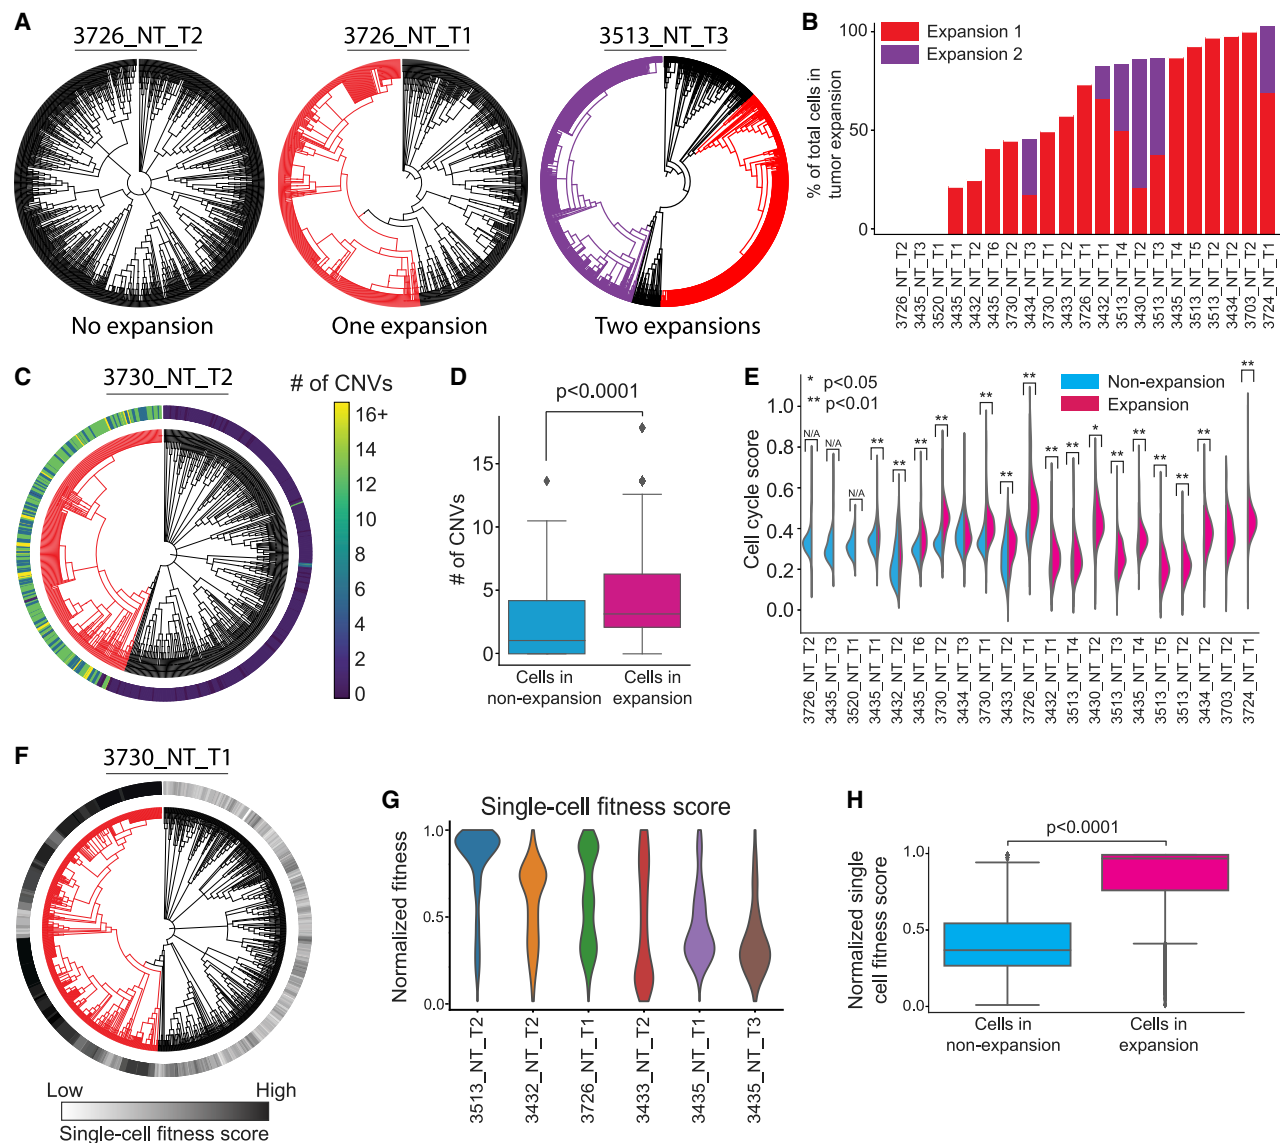 A
3726_NT_T2
3726_NT_T1
3513_NT_T3
No expansion
One expansion
Two expansions
B
Expansion 1
Expansion 2
% of total cells in
tumor expansion
100
50
0
3726_NT_T2
3435_NT_T3
3520_NT_T1
3435_NT_T1
3432_NT_T2
3435_NT_T6
3730_NT_T2
3434_NT_T3
3730_NT_T1
3433_NT_T2
3726_NT_T1
3432_NT_T1
3513_NT_T4
3430_NT_T2
3513_NT_T3
3435_NT_T4
3513_NT_T5
3513_NT_T2
3434_NT_T2
3703_NT_T2
3724_NT_T1
C
3730_NT_T2
# of CNVs
16+
14
12
10
8
6
4
2
0
D
p<0.0001
# of CNVs
15
10
5
0
Cells in
non-expansion
Cells in
expansion
E
* p<0.05
** p<0.01
Non-expansion
Expansion
Cell cycle score
1.0
0.8
0.6
0.4
0.2
0.0
N/A
N/A
N/A
**
**
**
**
**
**
**
**
**
*
**
**
**
**
**
**
3726_NT_T2
3435_NT_T3
3520_NT_T1
3435_NT_T1
3432_NT_T2
3435_NT_T6
3730_NT_T2
3434_NT_T3
3730_NT_T1
3433_NT_T2
3726_NT_T1
3432_NT_T1
3513_NT_T4
3430_NT_T2
3513_NT_T3
3435_NT_T4
3513_NT_T5
3513_NT_T2
3434_NT_T2
3703_NT_T2
3724_NT_T1
F
3730_NT_T1
Low
High
Single-cell fitness score
G
Single-cell fitness score
Normalized fitness
1.0
0.5
0.0
3513_NT_T2
3432_NT_T2
3726_NT_T1
3433_NT_T2
3435_NT_T1
3435_NT_T3
H
p<0.0001
Normalized single
cell fitness score
1.0
0.5
0.0
Cells in
non-expansion
Cells in
expansion